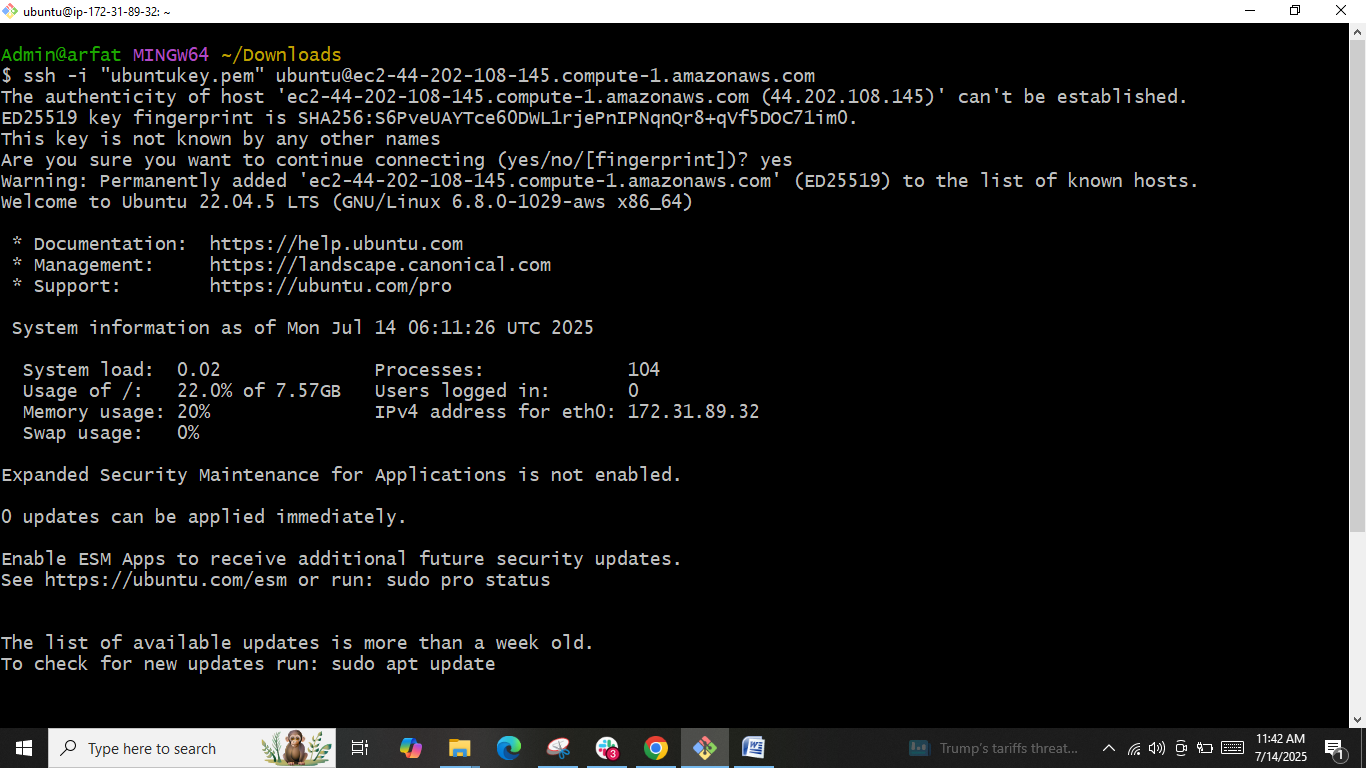 ubuntu@ip-172-31-89-32: ~
Admin@arfat MINGW64 ~/Downloads
$ ssh -i "ubuntukey.pem" ubuntu@ec2-44-202-108-145.compute-1.amazonaws.com
The authenticity of host 'ec2-44-202-108-145.compute-1.amazonaws.com (44.202.108.145)' can't be established.
ED25519 key fingerprint is SHA256:S6PveUAYTce60DWL1rjePnIPNqnQr8+qVf5DOC71im0.
This key is not known by any other names
Are you sure you want to continue connecting (yes/no/[fingerprint])? yes
Warning: Permanently added 'ec2-44-202-108-145.compute-1.amazonaws.com' (ED25519) to the list of known hosts.
Welcome to Ubuntu 22.04.5 LTS (GNU/Linux 6.8.0-1029-aws x86_64)
* Documentation:  https://help.ubuntu.com
* Management:     https://landscape.canonical.com
* Support:        https://ubuntu.com/pro
System information as of Mon Jul 14 06:11:26 UTC 2025
System load:  0.02              Processes:             104
Usage of /:   22.0% of 7.57GB   Users logged in:       0
Memory usage: 20%               IPv4 address for eth0: 172.31.89.32
Swap usage:   0%
Expanded Security Maintenance for Applications is not enabled.
0 updates can be applied immediately.
Enable ESM Apps to receive additional future security updates.
See https://ubuntu.com/esm or run: sudo pro status
The list of available updates is more than a week old.
To check for new updates run: sudo apt update
Type here to search
3
W
Trump's tariffs threat...
11:42 AM
7/14/2025
1